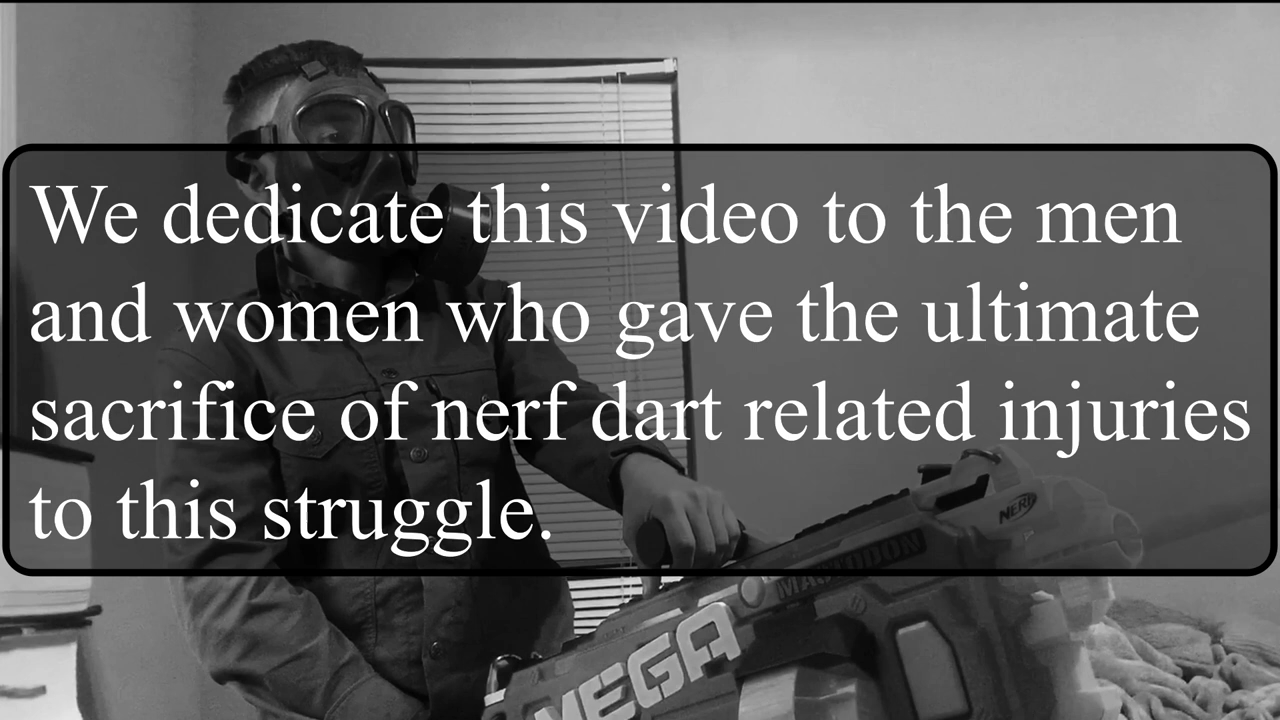 We dedicate this video to the men
and women who gave the ultimate
sacrifice of nerf dart related injuries
to this struggle.
NERF
MASTODON
MEGA